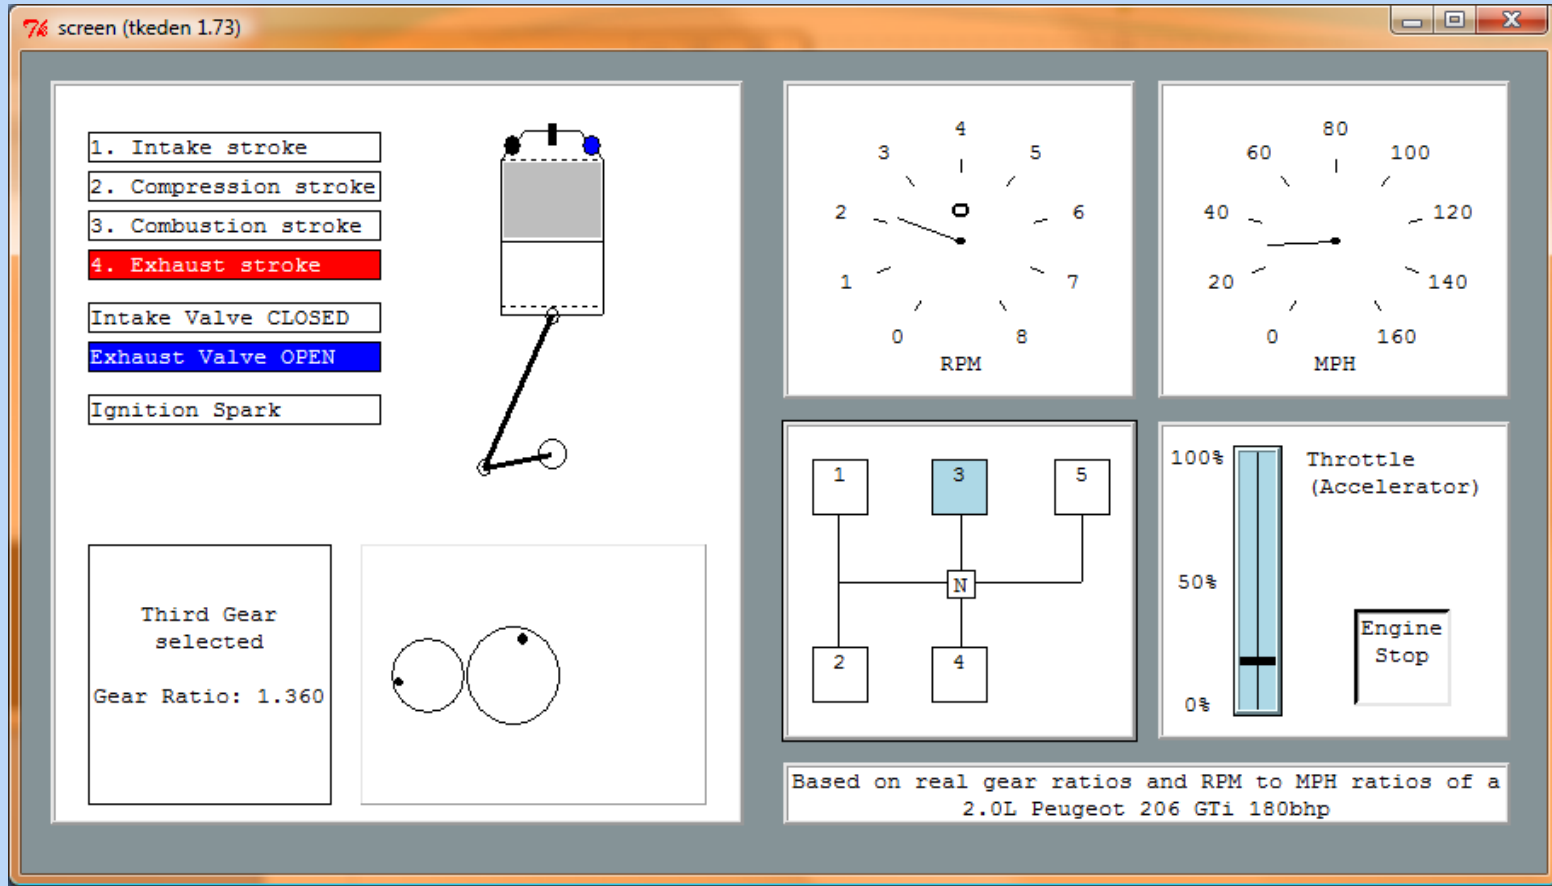 screen (tkeden 1.73)
1. Intake stroke
2. Compression stroke
3. Combustion stroke
4. Exhaust stroke
Intake Valve CLOSED
Exhaust Valve OPEN
Ignition Spark
Third Gear
selected
Gear Ratio: 1.360
0
1
2
3
4
5
6
7
8
RPM
0
20
40
60
80
100
120
140
160
MPH
1
3
5
N
2
4
100%
50%
0%
Throttle
(Accelerator)
Engine
Stop
Based on real gear ratios and RPM to MPH ratios of a
2.0L Peugeot 206 GTi 180bhp